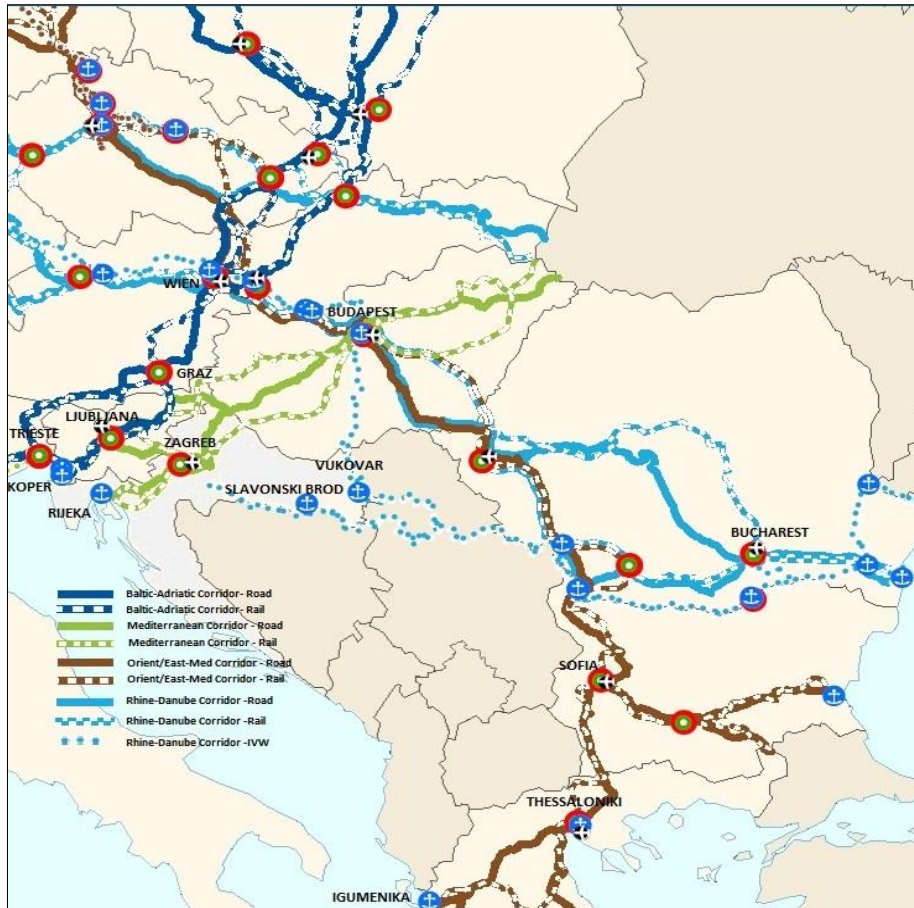 WIEN
BUDAPEST
GRAZ
LJUBLJANA
TRIESTE
ZAGREB
KOPER
VUKOVAR
SLAVONSKI BROD
RIJEKA
BUCHAREST
Baltic-Adriatic Corridor- Road
Baltic-Adriatic Corridor- Rail
Mediterranean Corridor - Road
Mediterranean Corridor - Rail
Orient/East-Med Corridor - Road
Orient/East-Med Corridor - Rail
Rhine-Danube Corridor -Road
Rhine-Danube Corridor -Rail
Rhine-Danube Corridor -IVW
SOFIA
THESSALONIKI
IGUMENIKA